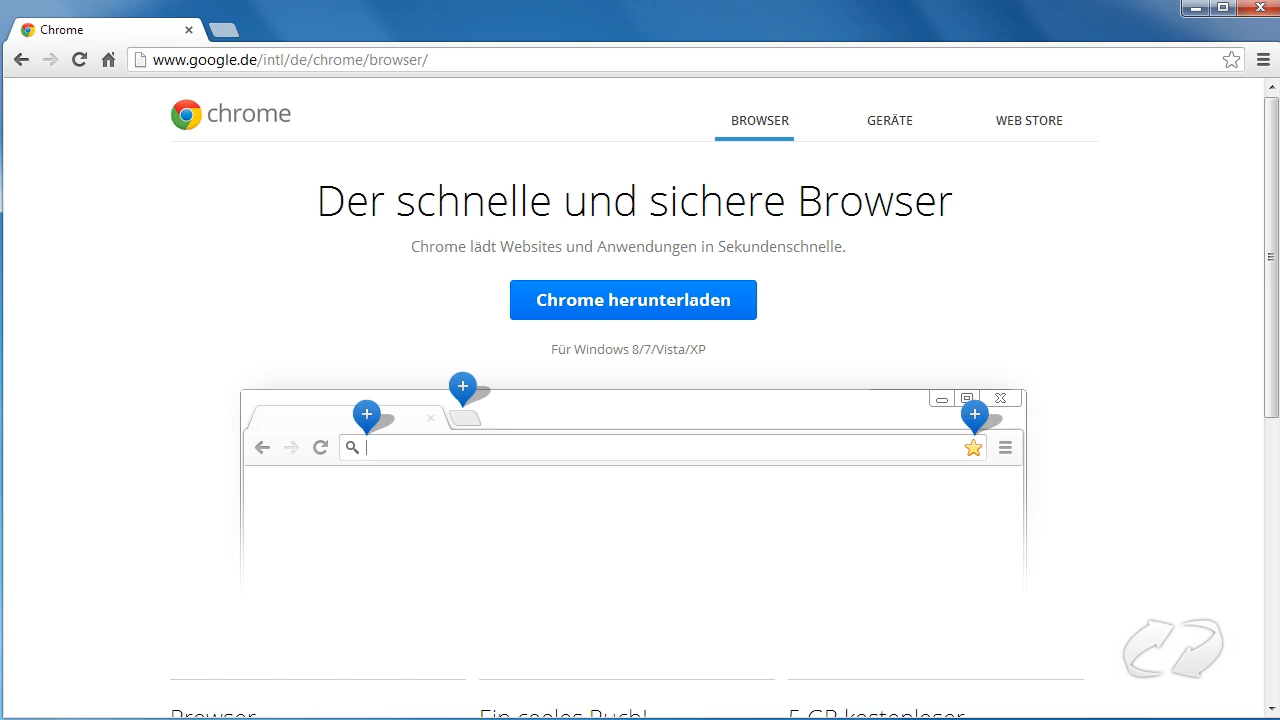 Chrome
www.google.de/intl/de/chrome/browser/
chrome
BROWSER
GERÄTE
WEB STORE
Der schnelle und sichere Browser
Chrome lädt Websites und Anwendungen in Sekundenschnelle.
Chrome herunterladen
Für Windows 8/7/Vista/XP
Browser
Ein cooles Buch!
5 GB kostenloser